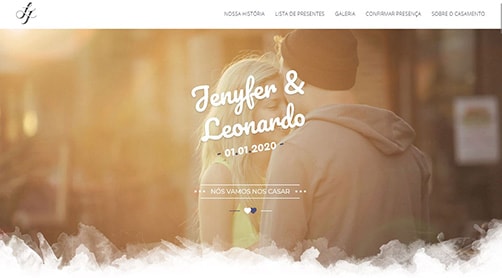 JL
NOSSA HISTÓRIA LISTA DE PRESENTES GALERIA CONFIRMAR PRESENÇA SOBRE O CASAMENTO
Jenyfer &
Leonardo
- 01.01.2020 -
NÓS VAMOS NOS CASAR